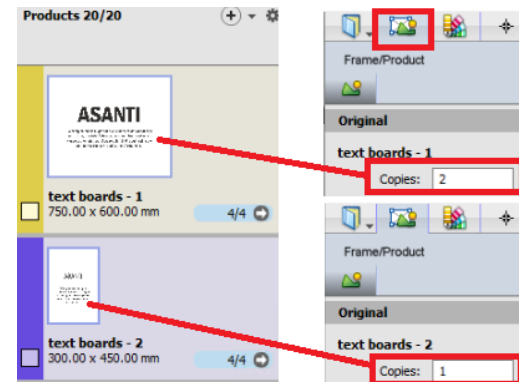 Products 20/20
ASANTI
text boards - 1
750.00 x 600.00 mm
4/4
ASANTI
text boards - 2
300.00 x 450.00 mm
4/4
Frame/Product
Original
text boards - 1
Copies: 2
Frame/Product
Original
text boards - 2
Copies: 1